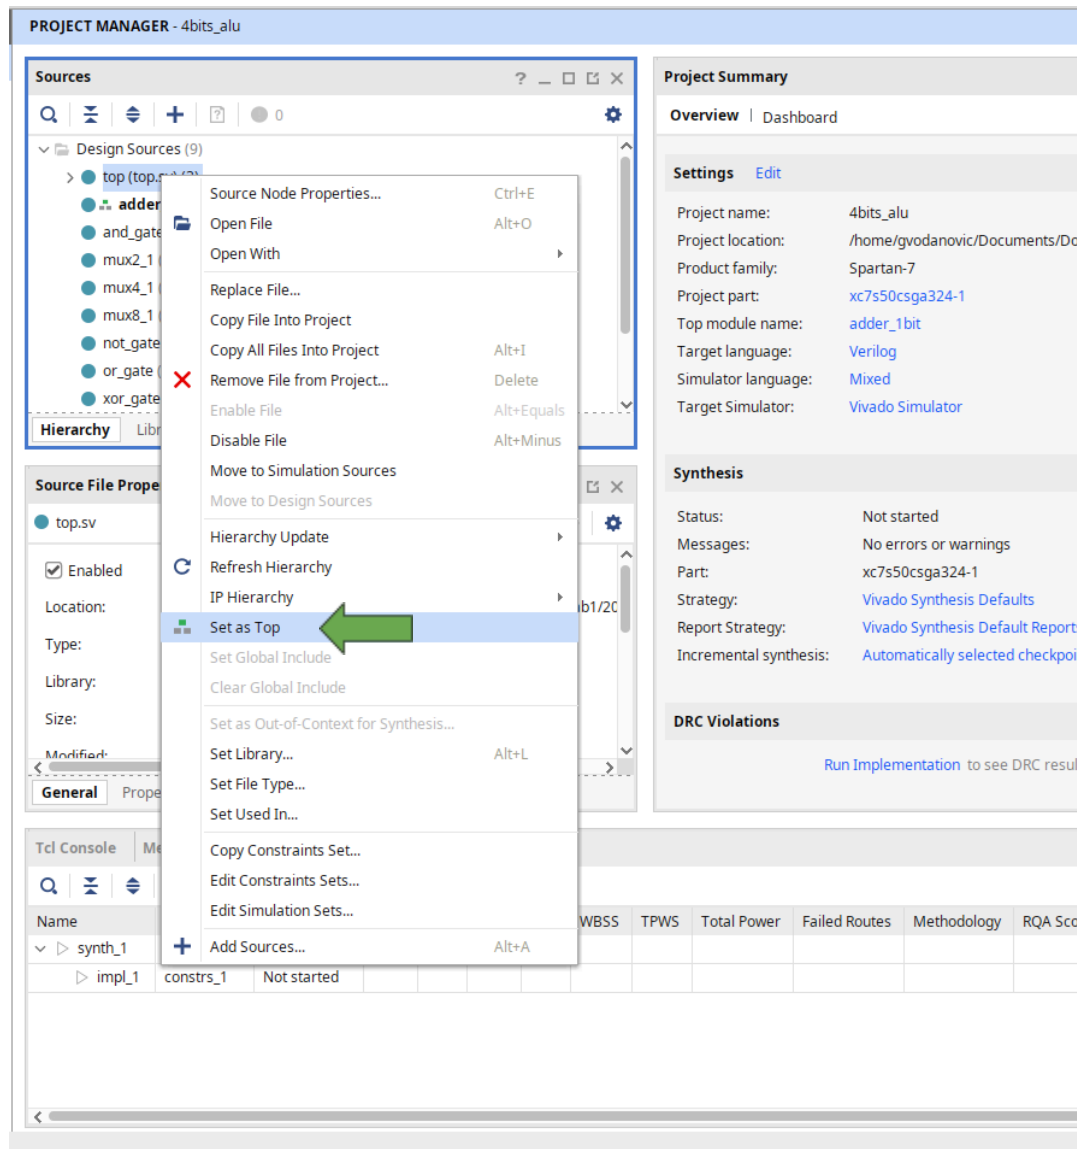 PROJECT MANAGER - 4bits_alu
Sources
? _
0
Design Sources (9)
top (top.sv) (3)
adder
and_gate
mux2_1
mux4_1
mux8_1
not_gate
or_gate
xor_gate
Hierarchy
Source Node Properties... Ctrl+E
Open File Alt+O
Open With
Replace File...
Copy File Into Project
Copy All Files Into Project Alt+I
Remove File from Project... Delete
Enable File Alt+Equals
Disable File Alt+Minus
Move to Simulation Sources
Move to Design Sources
Hierarchy Update
Refresh Hierarchy
IP Hierarchy
Set as Top
Set Global Include
Clear Global Include
Set as Out-of-Context for Synthesis...
Set Library... Alt+L
Set File Type...
Set Used In...
Copy Constraints Set...
Edit Constraints Sets...
Edit Simulation Sets...
Add Sources... Alt+A
Source File Prope
top.sv
Enabled
Location:
Type:
Library:
Size:
Modified:
General Prope
Project Summary
Overview | Dashboard
Settings Edit
Project name: 4bits_alu
Project location: /home/gvodanovic/Documents/Do
Product family: Spartan-7
Project part: xc7s50csga324-1
Top module name: adder_1bit
Target language: Verilog
Simulator language: Mixed
Target Simulator: Vivado Simulator
Synthesis
Status: Not started
Messages: No errors or warnings
Part: xc7s50csga324-1
Strategy: Vivado Synthesis Defaults
Report Strategy: Vivado Synthesis Default Reports
Incremental synthesis: Automatically selected checkpoi
DRC Violations
Run Implementation to see DRC resul
Tcl Console
Name WBSS TPWS Total Power Failed Routes Methodology RQA Sco
synth_1
impl_1 constrs_1 Not started